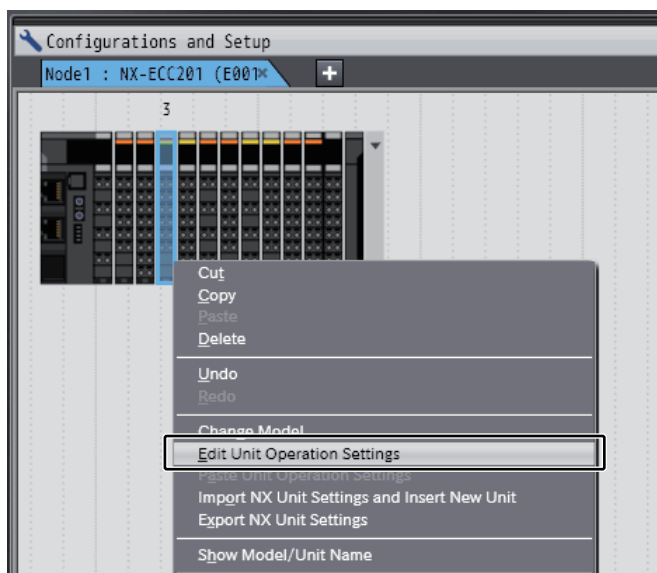 Configurations and Setup
Node1 : NX-ECC201 (E001
3
Cut
Copy
Paste
Delete
Undo
Redo
Change Model
Edit Unit Operation Settings
Paste Unit Operation Settings
Import NX Unit Settings and Insert New Unit
Export NX Unit Settings
Show Model/Unit Name